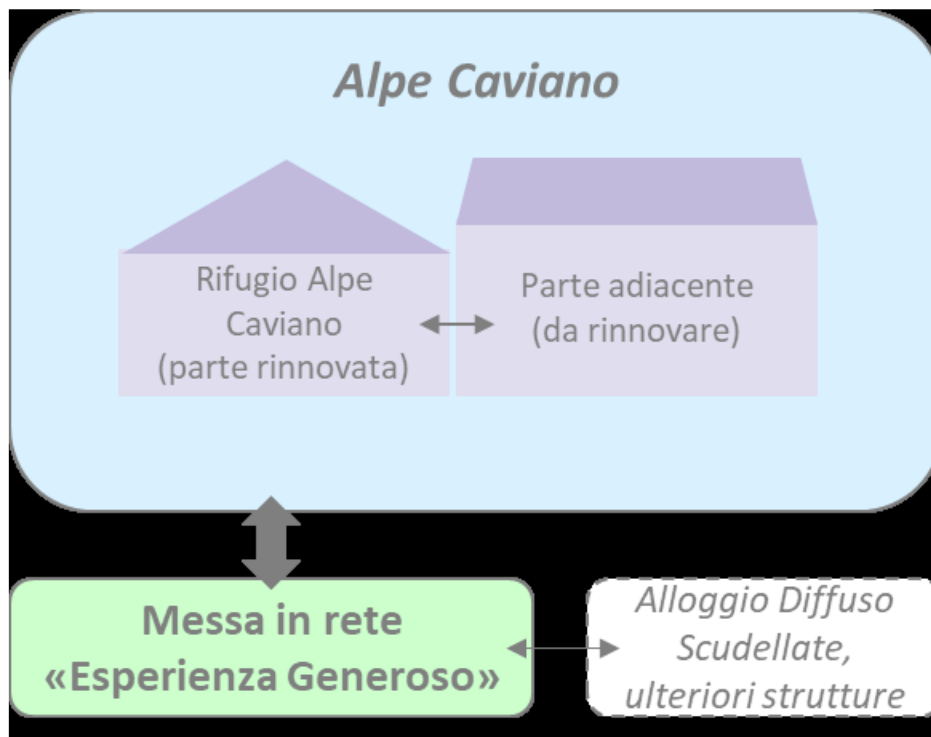 Alpe Caviano
Rifugio Alpe
Caviano
(parte rinnovata)
Parte adiacente
(da rinnovare)
Messa in rete
«Esperienza Generoso»
Alloggio Diffuso
Scudellate,
ulteriori strutture